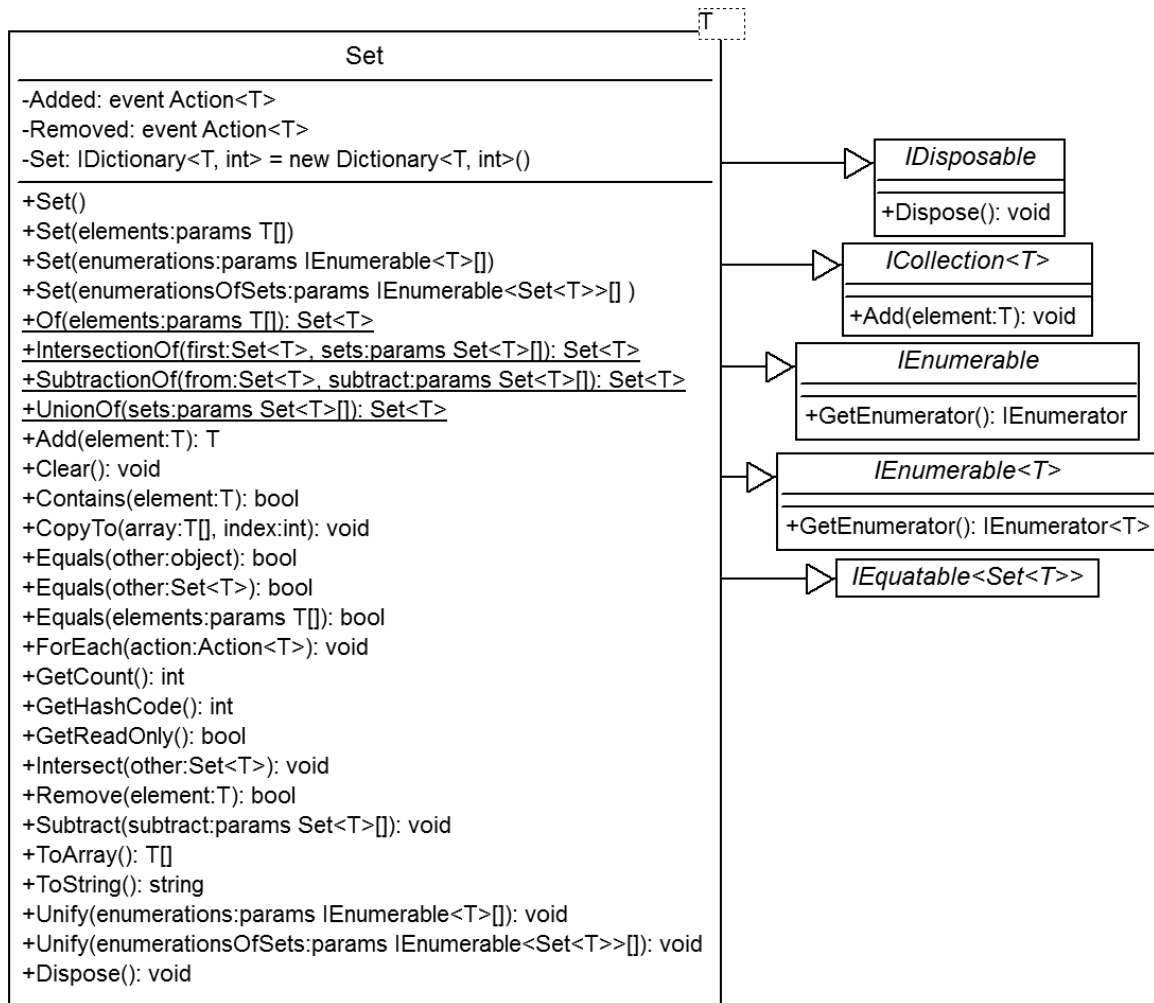 T
Set
-Added: event Action<T>
-Removed: event Action<T>
-Set: IDictionary<T, int> = new Dictionary<T, int>()
+Set()
+Set(elements:params T[])
+Set(enumerations:params IEnumerable<T>[])
+Set(enumerationsOfSets:params IEnumerable<Set<T>>[] )
+Of(elements:params T[]): Set<T>
+IntersectionOf(first:Set<T>, sets:params Set<T>[]): Set<T>
+SubtractionOf(from:Set<T>, subtract:params Set<T>[]): Set<T>
+UnionOf(sets:params Set<T>[]): Set<T>
+Add(element:T): T
+Clear(): void
+Contains(element:T): bool
+CopyTo(array:T[], index:int): void
+Equals(other:object): bool
+Equals(other:Set<T>): bool
+Equals(elements:params T[]): bool
+ForEach(action:Action<T>): void
+GetCount(): int
+GetHashCode(): int
+GetReadOnly(): bool
+Intersect(other:Set<T>): void
+Remove(element:T): bool
+Subtract(subtract:params Set<T>[]): void
+ToArray(): T[]
+ToString(): string
+Unify(enumerations:params IEnumerable<T>[]): void
+Unify(enumerationsOfSets:params IEnumerable<Set<T>>[]): void
+Dispose(): void
IDisposable
+Dispose(): void
ICollection<T>
+Add(element:T): void
IEnumerable
+GetEnumerator(): IEnumerator
IEnumerable<T>
+GetEnumerator(): IEnumerator<T>
IEquatable<Set<T>>